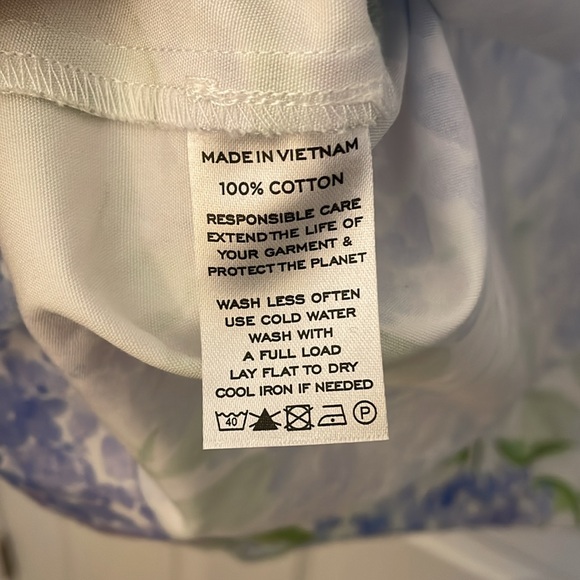 MADE IN VIETNAM
100% COTTON
RESPONSIBLE CARE
EXTEND THE LIFE OF
YOUR GARMENT &
PROTECT THE PLANET
WASH LESS OFTEN
USE COLD WATER
WASH WITH
A FULL LOAD
LAY FLAT TO DRY
COOL IRON IF NEEDED
40 P